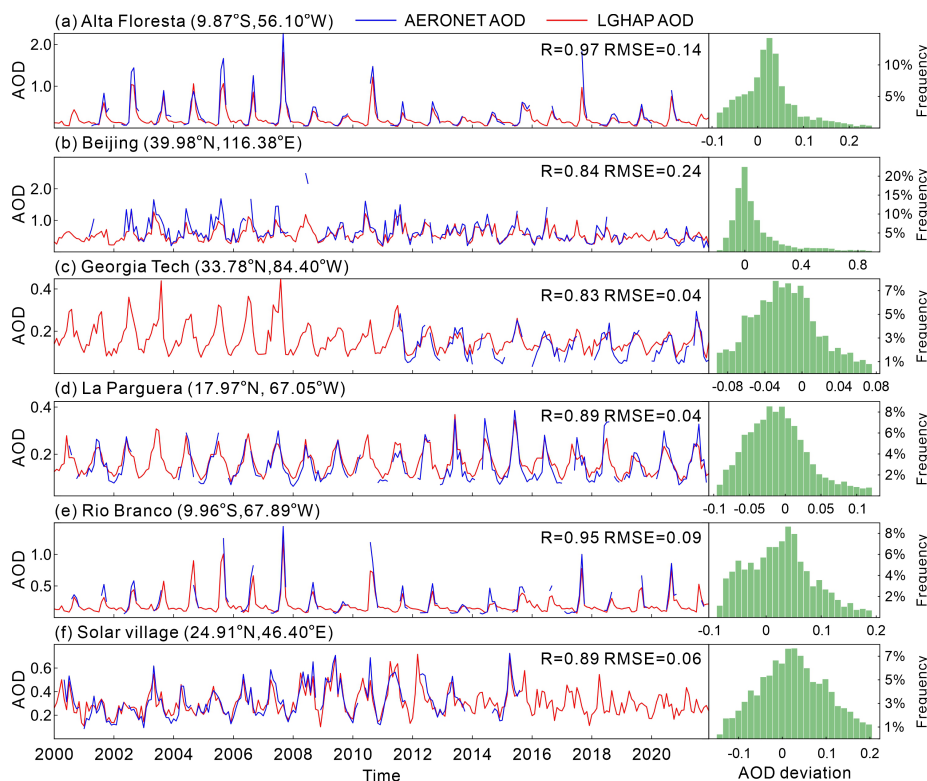 (a) Alta Floresta (9.87°S,56.10°W) AERONET AOD LGHAP AOD
R=0.97 RMSE=0.14
AOD
2.0
1.0
10%
5%
Frequency
-0.1 0 0.1 0.2
(b) Beijing (39.98°N,116.38°E)
R=0.84 RMSE=0.24
AOD
2.0
1.0
20%
15%
10%
5%
Frequency
0 0.4 0.8
(c) Georgia Tech (33.78°N,84.40°W)
R=0.83 RMSE=0.04
AOD
0.4
0.2
7%
5%
3%
1%
Frequency
-0.08 -0.04 0 0.04 0.08
(d) La Parguera (17.97°N, 67.05°W)
R=0.89 RMSE=0.04
AOD
0.4
0.2
8%
6%
4%
2%
Frequency
-0.1 -0.05 0 0.05 0.1
(e) Rio Branco (9.96°S,67.89°W)
R=0.95 RMSE=0.09
AOD
1.0
0.5
8%
6%
4%
2%
Frequency
-0.1 0 0.1 0.2
(f) Solar village (24.91°N,46.40°E)
R=0.89 RMSE=0.06
AOD
0.6
0.4
0.2
7%
5%
3%
1%
Frequency
2000 2002 2004 2006 2008 2010 2012 2014 2016 2018 2020
-0.1 0 0.1 0.2
Time
AOD deviation